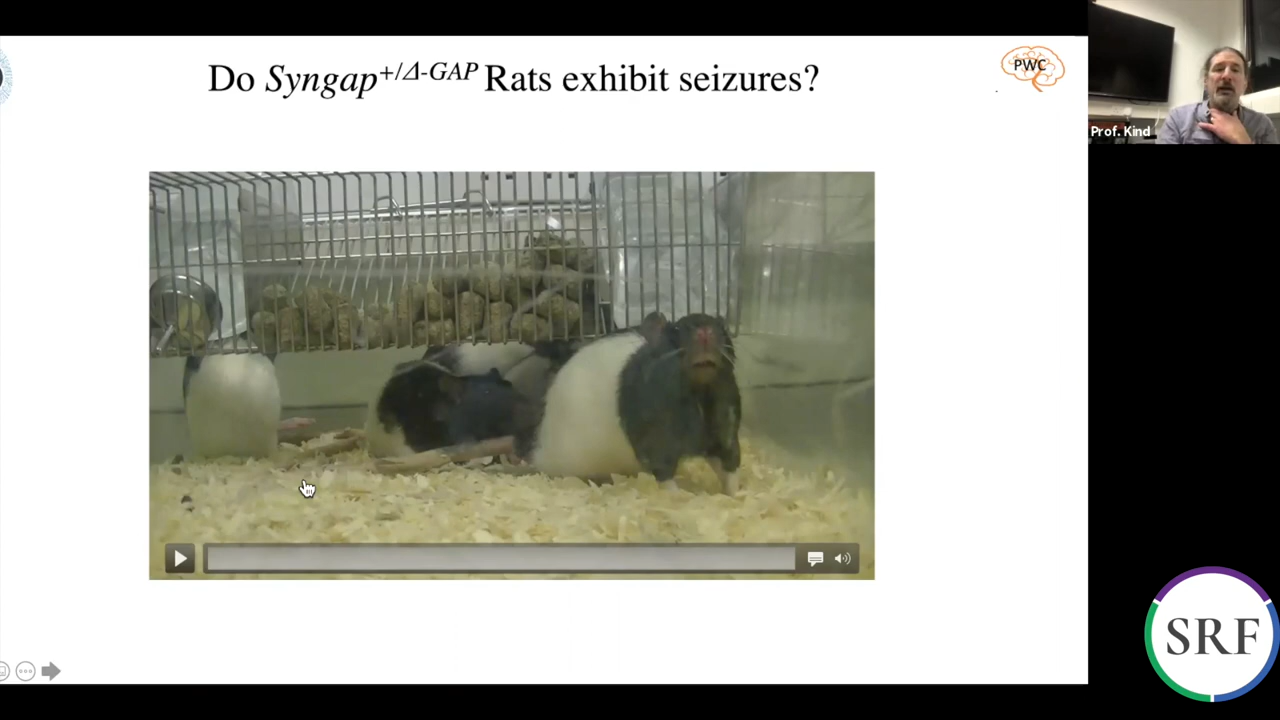 Do Syngap+/Δ-GAP Rats exhibit seizures?
PWC
Prof. Kind
SRF